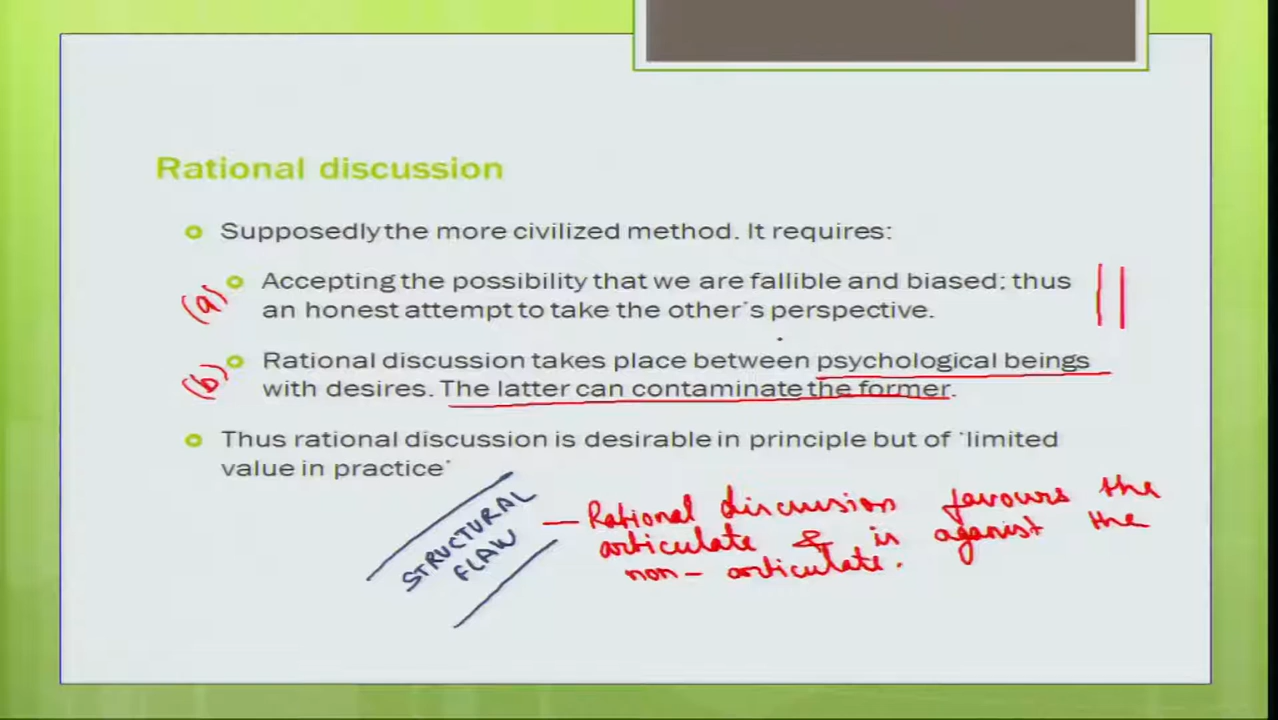 Rational discussion
Supposedly the more civilized method. It requires:
(a) Accepting the possibility that we are fallible and biased; thus
an honest attempt to take the other's perspective.
(b) Rational discussion takes place between psychological beings
with desires. The latter can contaminate the former.
Thus rational discussion is desirable in principle but of 'limited
value in practice'
STRUCTURAL
FLAW
— Rational discussion favours the
articulate & is against the
non-articulate.